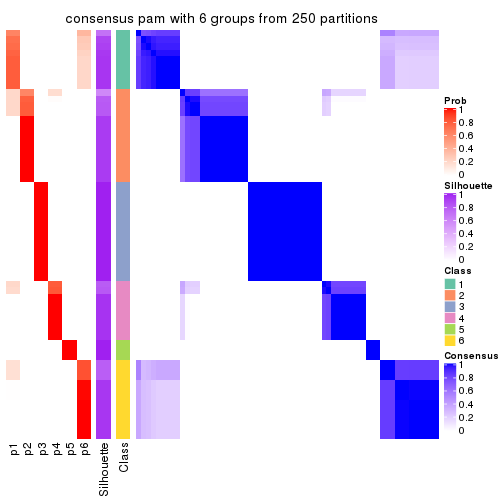 consensus pam with 6 groups from 250 partitions
Prob
1
0.8
0.6
0.4
0.2
0
Silhouette
1
0.8
0.6
0.4
0.2
0
Class
1
2
3
4
5
6
Consensus
1
0.8
0.6
0.4
0.2
0
p1
p2
p3
p4
p5
p6
Silhouette
Class